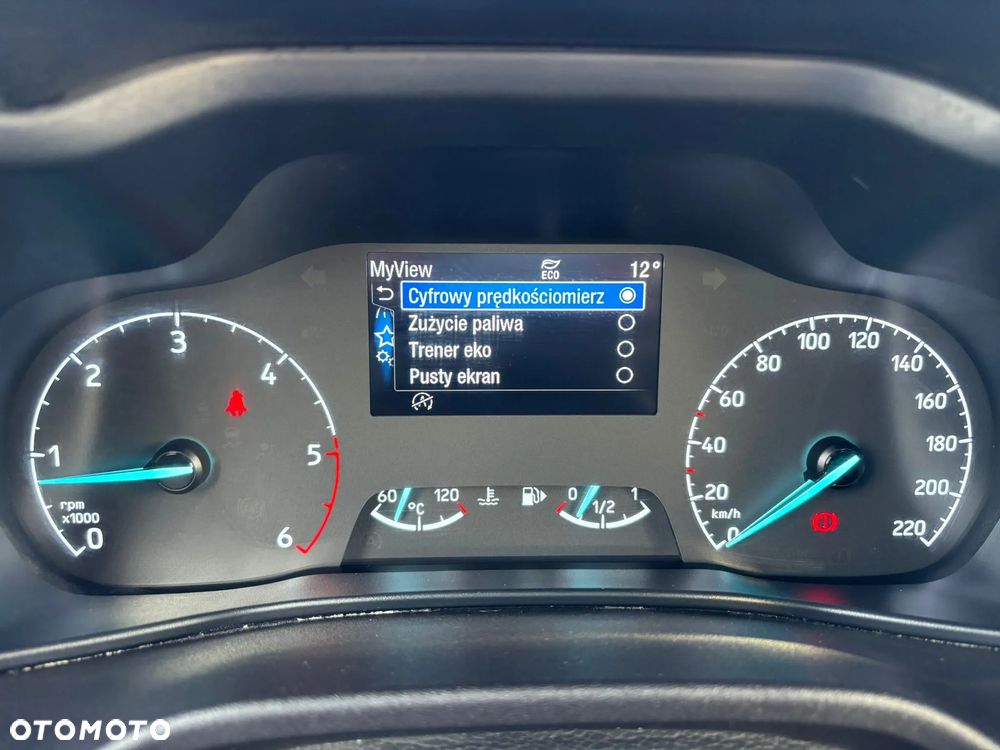 MyView ECO 12°
Cyfrowy prędkościomierz
Zużycie paliwa
Trener eko
Pusty ekran
A
0
1
2
3
4
5
6
rpm
x1000
60 120
°C
0 1
1/2
0
20
40
60
80
100
120
140
160
180
200
220
km/h
OTOMOTO